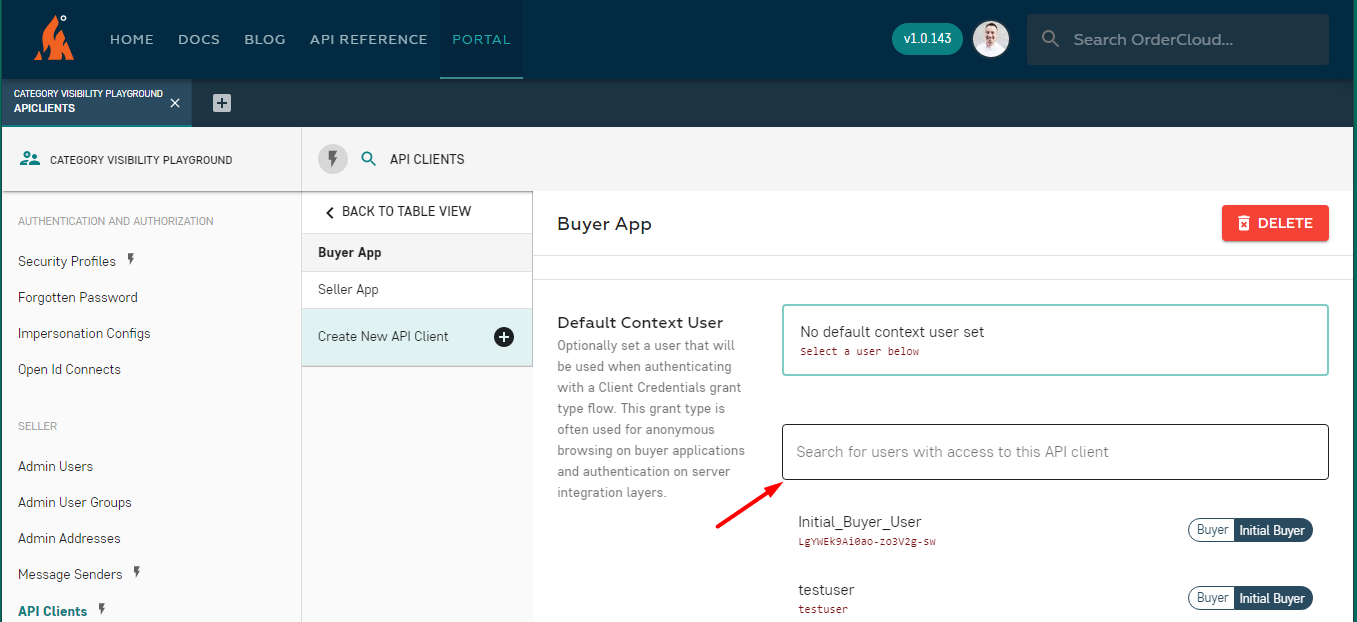 HOME
DOCS
BLOG
API REFERENCE
PORTAL
v1.0.143
Search OrderCloud...
CATEGORY VISIBILITY PLAYGROUND
APICLIENTS
CATEGORY VISIBILITY PLAYGROUND
API CLIENTS
AUTHENTICATION AND AUTHORIZATION
Security Profiles
Forgotten Password
Impersonation Configs
Open Id Connects
SELLER
Admin Users
Admin User Groups
Admin Addresses
Message Senders
API Clients
BACK TO TABLE VIEW
Buyer App
Seller App
Create New API Client
Buyer App
DELETE
Default Context User
Optionally set a user that will
be used when authenticating
with a Client Credentials grant
type flow. This grant type is
often used for anonymous
browsing on buyer applications
and authentication on server
integration layers.
No default context user set
Select a user below
Search for users with access to this API client
Initial_Buyer_User
LgYWEk9Ai0ao-zo3V2g-sw
Buyer Initial Buyer
testuser
testuser
Buyer Initial Buyer